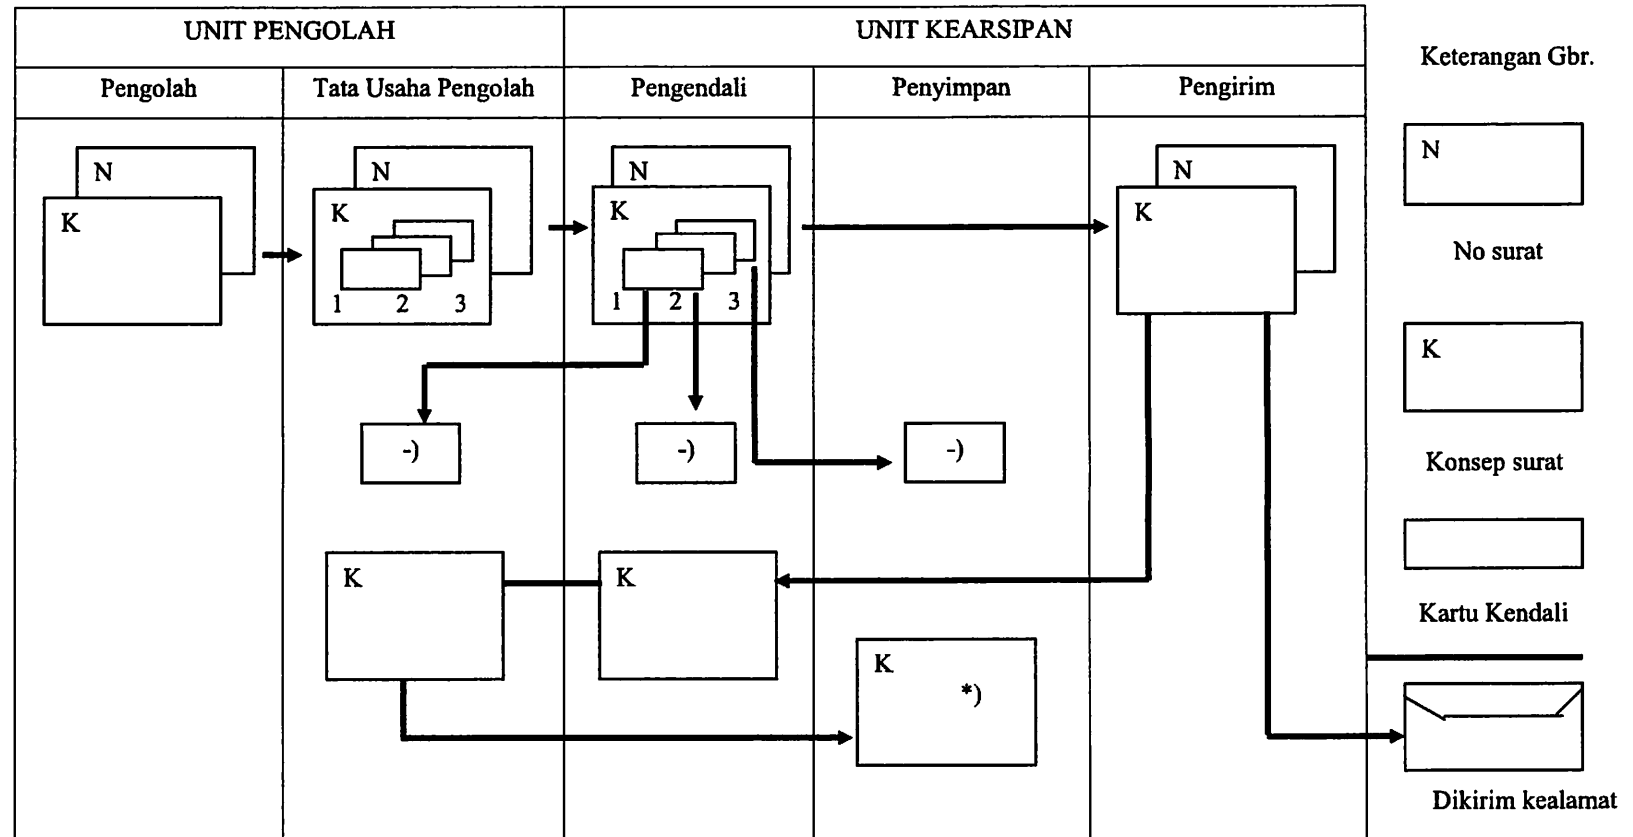 UNIT PENGOLAH
UNIT KEARSIPAN
Keterangan Gbr.
Pengolah
Tata Usaha Pengolah
Pengendali
Penyimpan
Pengirim
N
K
N
K
1 2 3
N
K
1 2 3
N
K
N
No surat
K
Konsep surat
-)
-)
-)
K
K
K
*)
Kartu Kendali
Dikirim kealamat